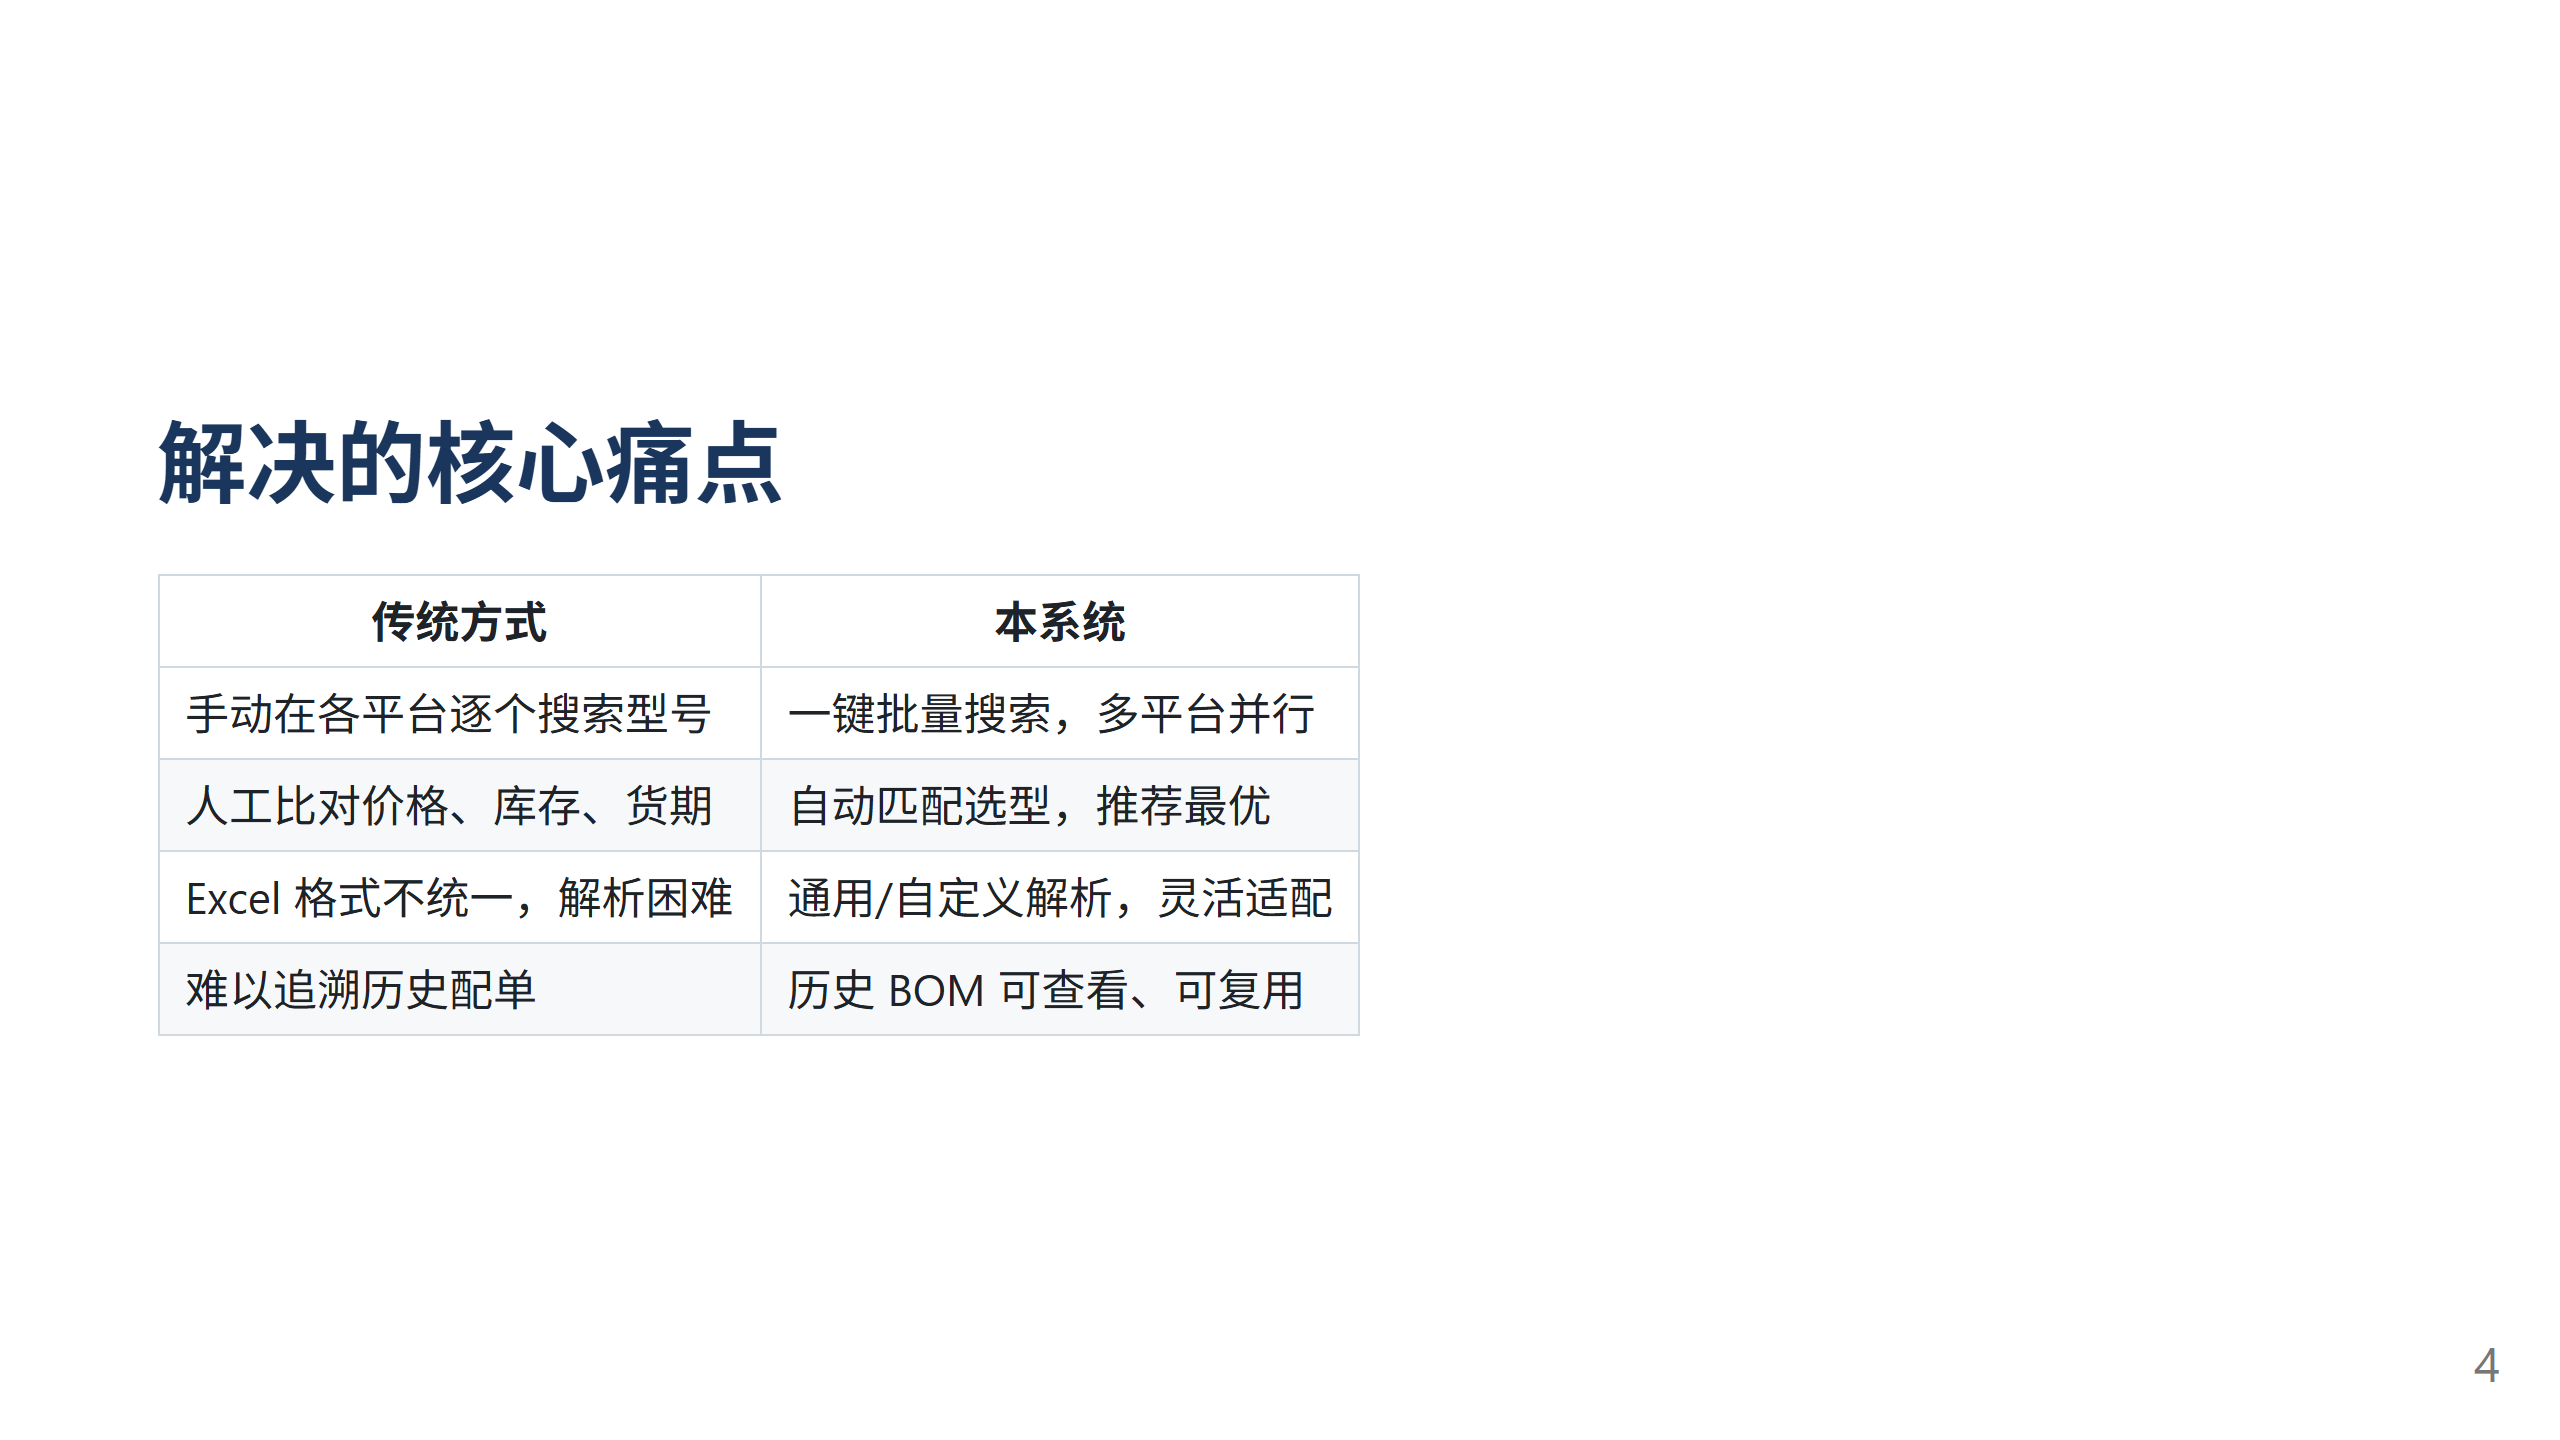 解决的核心痛点
传统方式 本系统
手动在各平台逐个搜索型号 一键批量搜索，多平台并行
人工比对价格、库存、货期 自动匹配选型，推荐最优
Excel 格式不统一，解析困难 通用/自定义解析，灵活适配
难以追溯历史配单 历史 BOM 可查看、可复用
4